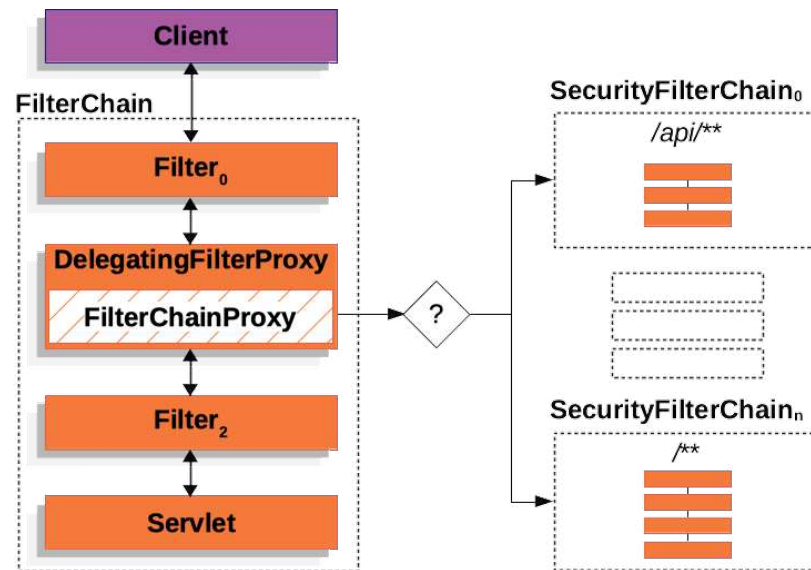 Client
FilterChain
Filter₀
DelegatingFilterProxy
FilterChainProxy
Filter₂
Servlet
?
SecurityFilterChain₀
/api/**
SecurityFilterChainₙ
/**